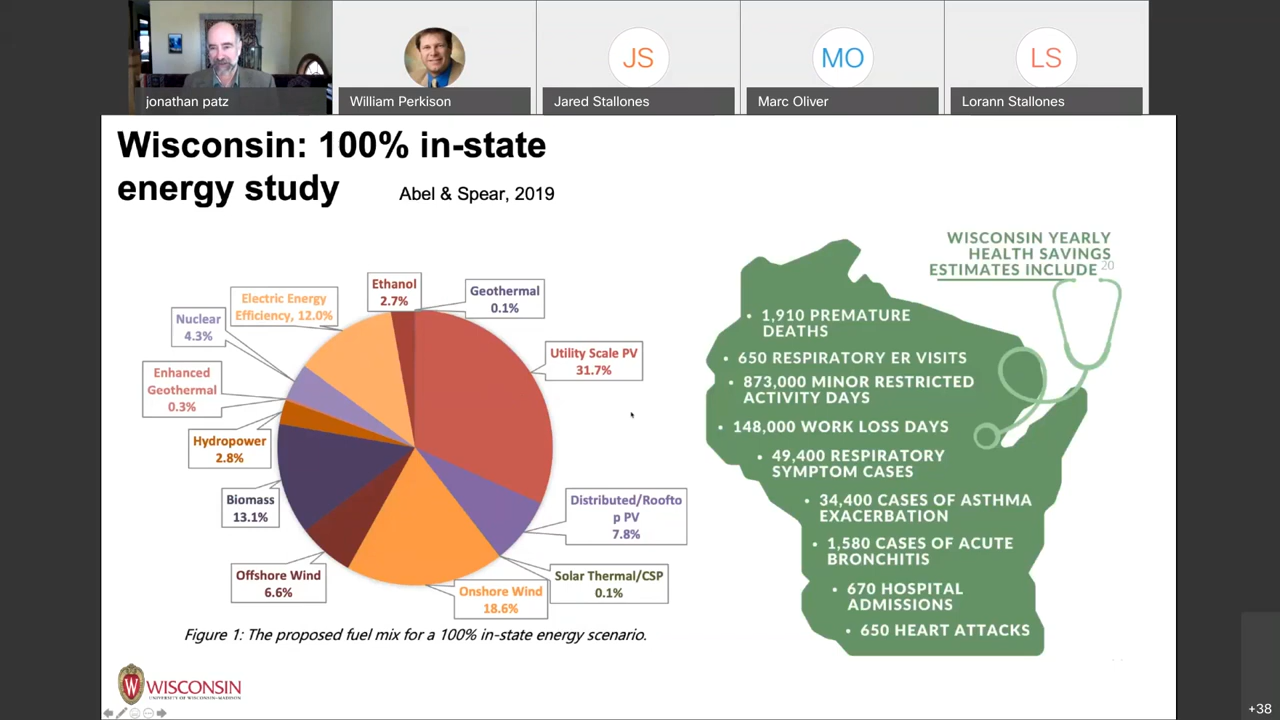 jonathan patz
William Perkison
JS
Jared Stallones
MO
Marc Oliver
LS
Lorann Stallones
Wisconsin: 100% in-state
energy study
Abel & Spear, 2019
Ethanol
2.7%
Geothermal
0.1%
Electric Energy
Efficiency, 12.0%
Nuclear
4.3%
Utility Scale PV
31.7%
Enhanced
Geothermal
0.3%
Hydropower
2.8%
Biomass
13.1%
Distributed/Roofto
p PV
7.8%
Offshore Wind
6.6%
Solar Thermal/CSP
0.1%
Onshore Wind
18.6%
Figure 1: The proposed fuel mix for a 100% in-state energy scenario.
WISCONSIN YEARLY
HEALTH SAVINGS
ESTIMATES INCLUDE 20
• 1,910 PREMATURE
DEATHS
• 650 RESPIRATORY ER VISITS
• 873,000 MINOR RESTRICTED
ACTIVITY DAYS
• 148,000 WORK LOSS DAYS
• 49,400 RESPIRATORY
SYMPTOM CASES
• 34,400 CASES OF ASTHMA
EXACERBATION
• 1,580 CASES OF ACUTE
BRONCHITIS
• 670 HOSPITAL
ADMISSIONS
• 650 HEART ATTACKS
W
WISCONSIN
UNIVERSITY OF WISCONSIN–MADISON
+38